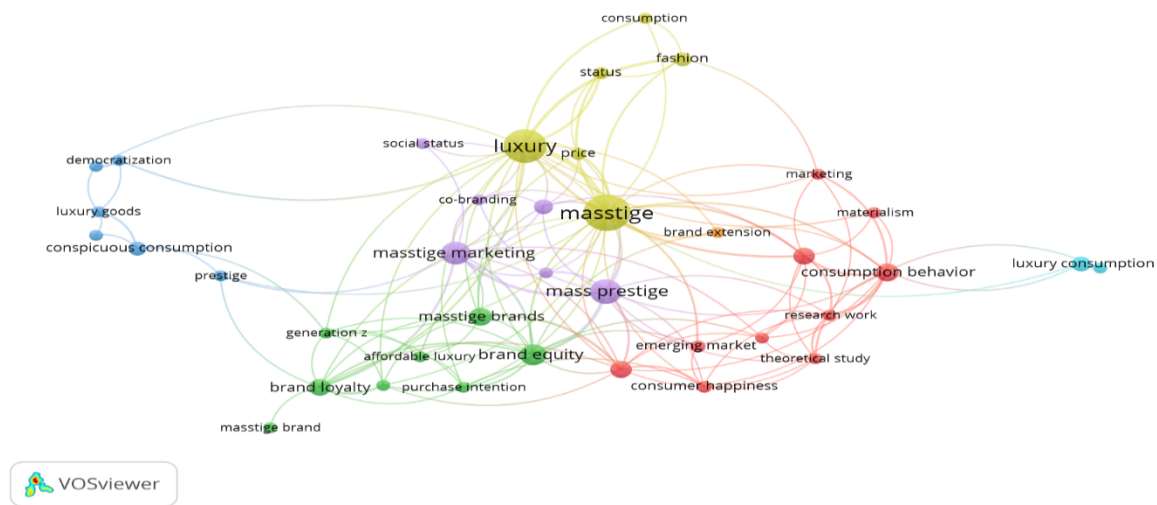 consumption
fashion
status
social status
luxury
price
democratization
marketing
co-branding
luxury goods
masstige
materialism
brand extension
conspicuous consumption
masstige marketing
luxury consumption
prestige
consumption behavior
mass prestige
masstige brands
research work
generation z
affordable luxury
brand equity
emerging market
theoretical study
brand loyalty
purchase intention
consumer happiness
masstige brand
VOSviewer